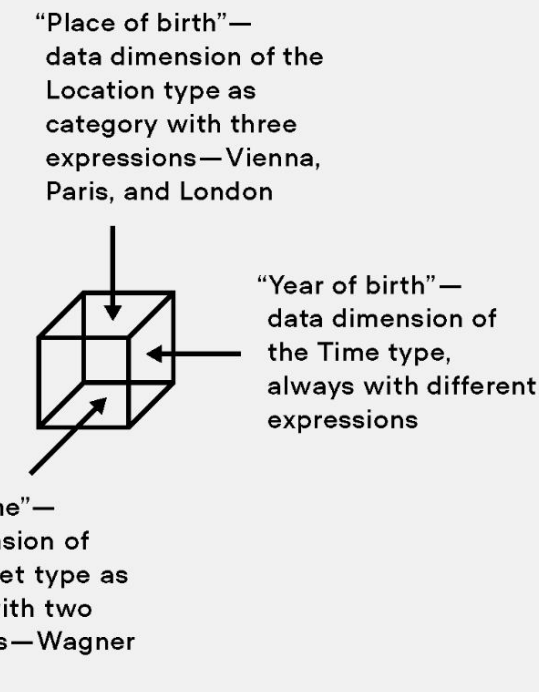 “Place of birth”—
data dimension of the
Location type as
category with three
expressions—Vienna,
Paris, and London
“Year of birth”—
data dimension of
the Time type,
always with different
expressions
e”—
sion of
et type as
ith two
s—Wagner